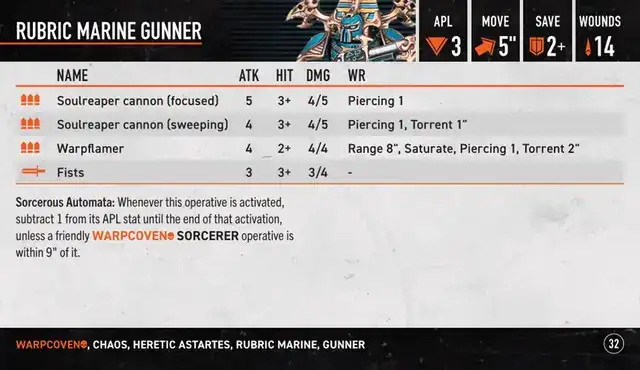 RUBRIC MARINE GUNNER
APL MOVE SAVE WOUNDS
3 5" 2+ 14
NAME ATK HIT DMG WR
Soulreaper cannon (focused) 5 3+ 4/5 Piercing 1
Soulreaper cannon (sweeping) 4 3+ 4/5 Piercing 1, Torrent 1"
Warpflamer 4 2+ 4/4 Range 8", Saturate, Piercing 1, Torrent 2"
Fists 3 3+ 3/4 -
Sorcerous Automata: Whenever this operative is activated,
subtract 1 from its APL stat until the end of that activation,
unless a friendly WARPCOVEN SORCERER operative is
within 9" of it.
WARPCOVEN, CHAOS, HERETIC ASTARTES, RUBRIC MARINE, GUNNER
32